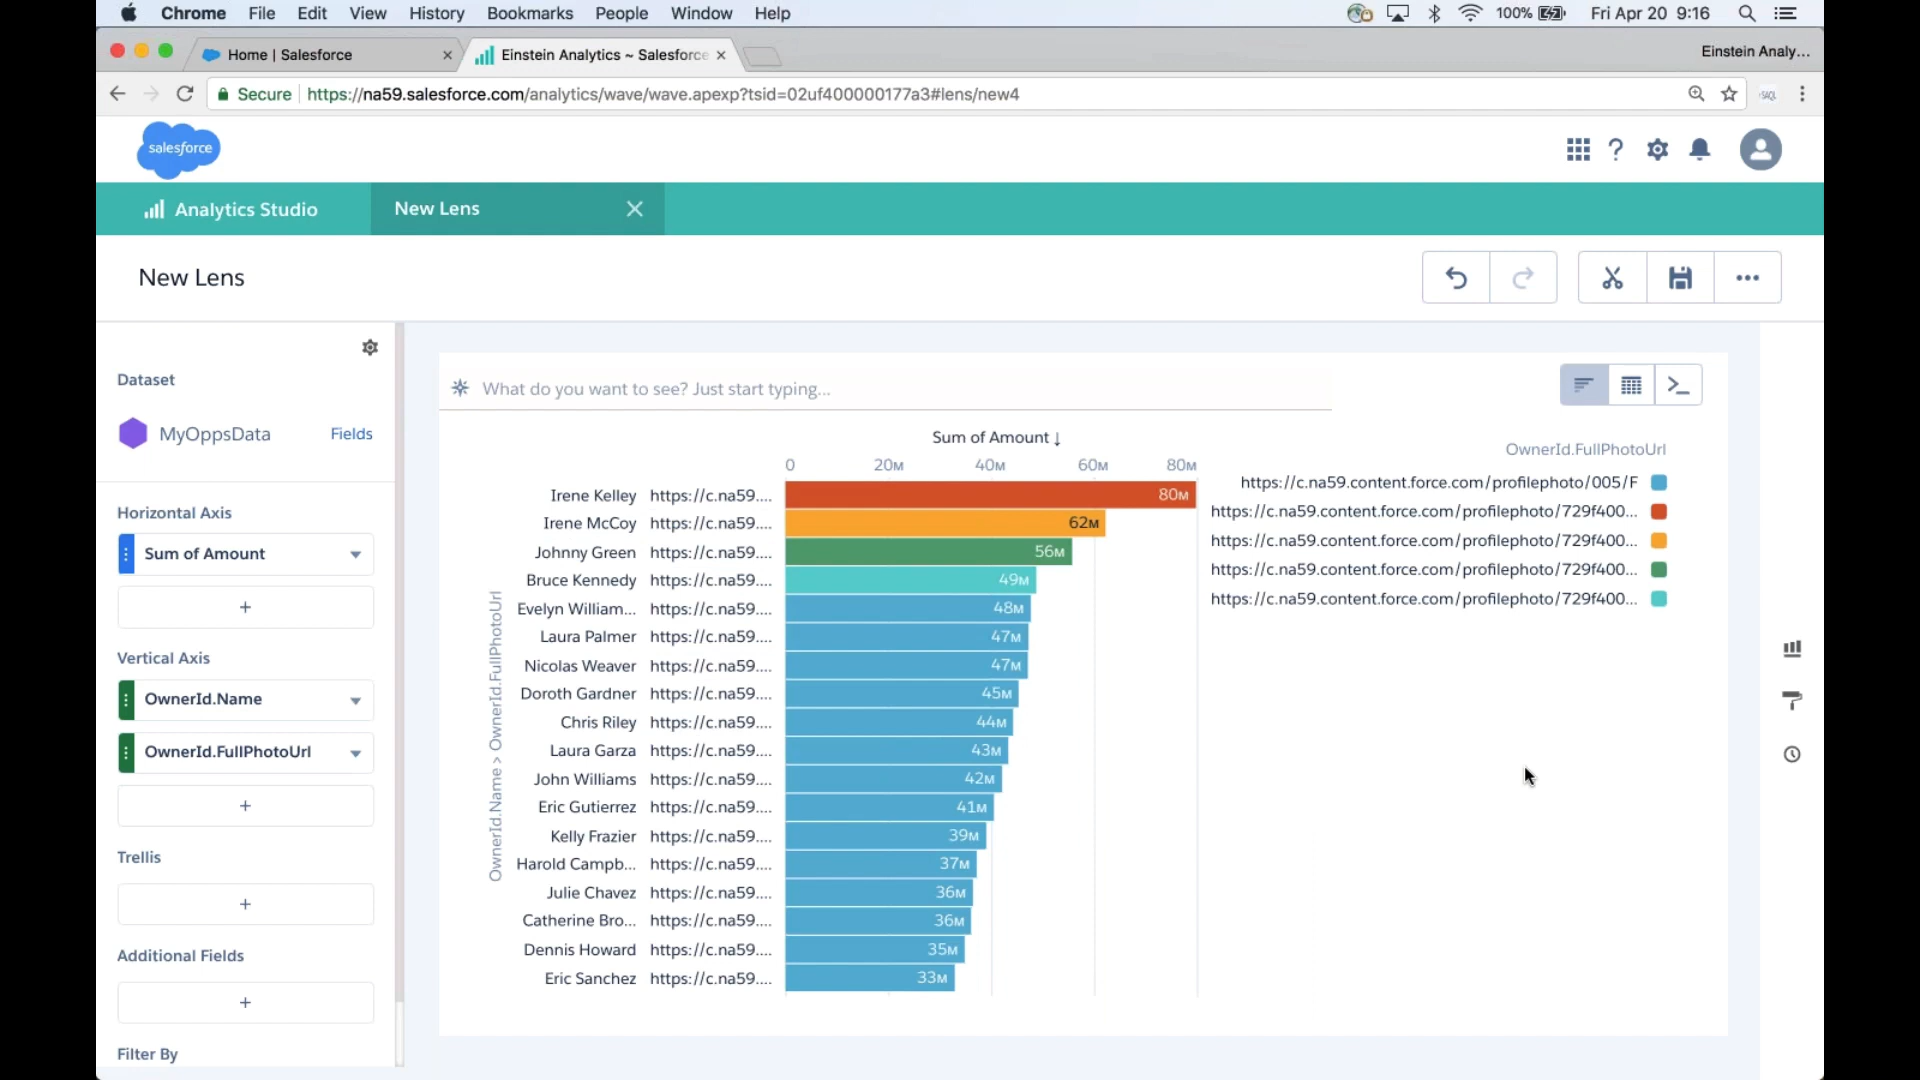 Chrome File Edit View History Bookmarks People Window Help
100% Fri Apr 20 9:16
Home | Salesforce
Einstein Analytics ~ Salesforce
Einstein Analy...
Secure https://na59.salesforce.com/analytics/wave/wave.apexp?tsid=02uf400000177a3#lens/new4
SAQL
salesforce
Analytics Studio
New Lens
New Lens
Dataset
MyOppsData
Fields
Horizontal Axis
Sum of Amount
+
Vertical Axis
OwnerId.Name
OwnerId.FullPhotoUrl
+
Trellis
+
Additional Fields
+
Filter By
What do you want to see? Just start typing...
Sum of Amount ↓
0 20M 40M 60M 80M
OwnerId.Name > OwnerId.FullPhotoUrl
Irene Kelley https://c.na59.... 80M
Irene McCoy https://c.na59.... 62M
Johnny Green https://c.na59.... 56M
Bruce Kennedy https://c.na59.... 49M
Evelyn William... https://c.na59.... 48M
Laura Palmer https://c.na59.... 47M
Nicolas Weaver https://c.na59.... 47M
Doroth Gardner https://c.na59.... 45M
Chris Riley https://c.na59.... 44M
Laura Garza https://c.na59.... 43M
John Williams https://c.na59.... 42M
Eric Gutierrez https://c.na59.... 41M
Kelly Frazier https://c.na59.... 39M
Harold Campb... https://c.na59.... 37M
Julie Chavez https://c.na59.... 36M
Catherine Bro... https://c.na59.... 36M
Dennis Howard https://c.na59.... 35M
Eric Sanchez https://c.na59.... 33M
OwnerId.FullPhotoUrl
https://c.na59.content.force.com/profilephoto/005/F
https://c.na59.content.force.com/profilephoto/729f400...
https://c.na59.content.force.com/profilephoto/729f400...
https://c.na59.content.force.com/profilephoto/729f400...
https://c.na59.content.force.com/profilephoto/729f400...